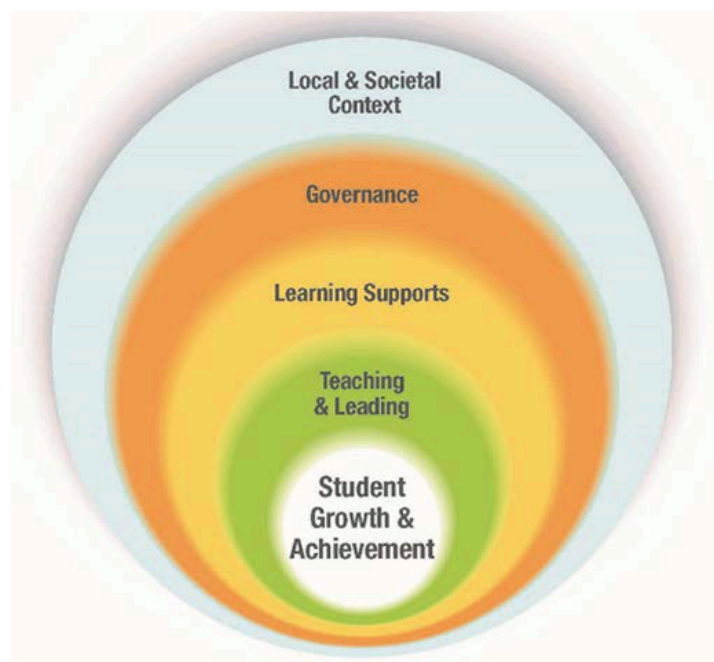 Local & Societal
Context
Governance
Learning Supports
Teaching
& Leading
Student
Growth &
Achievement